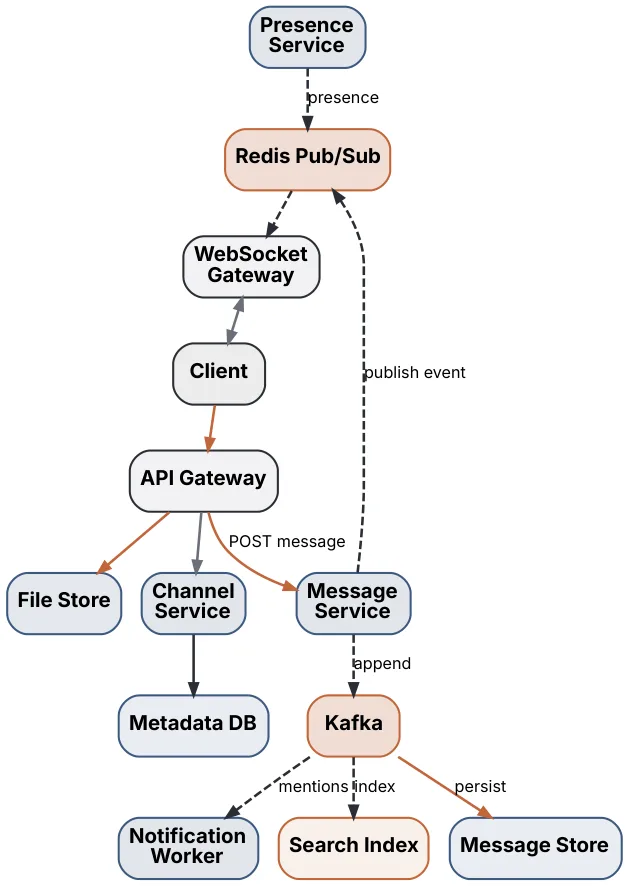 Presence
Service
presence
Redis Pub/Sub
WebSocket
Gateway
Client
publish event
API Gateway
POST message
File Store
Channel
Service
Message
Service
append
Metadata DB
Kafka
mentions
index
persist
Notification
Worker
Search Index
Message Store